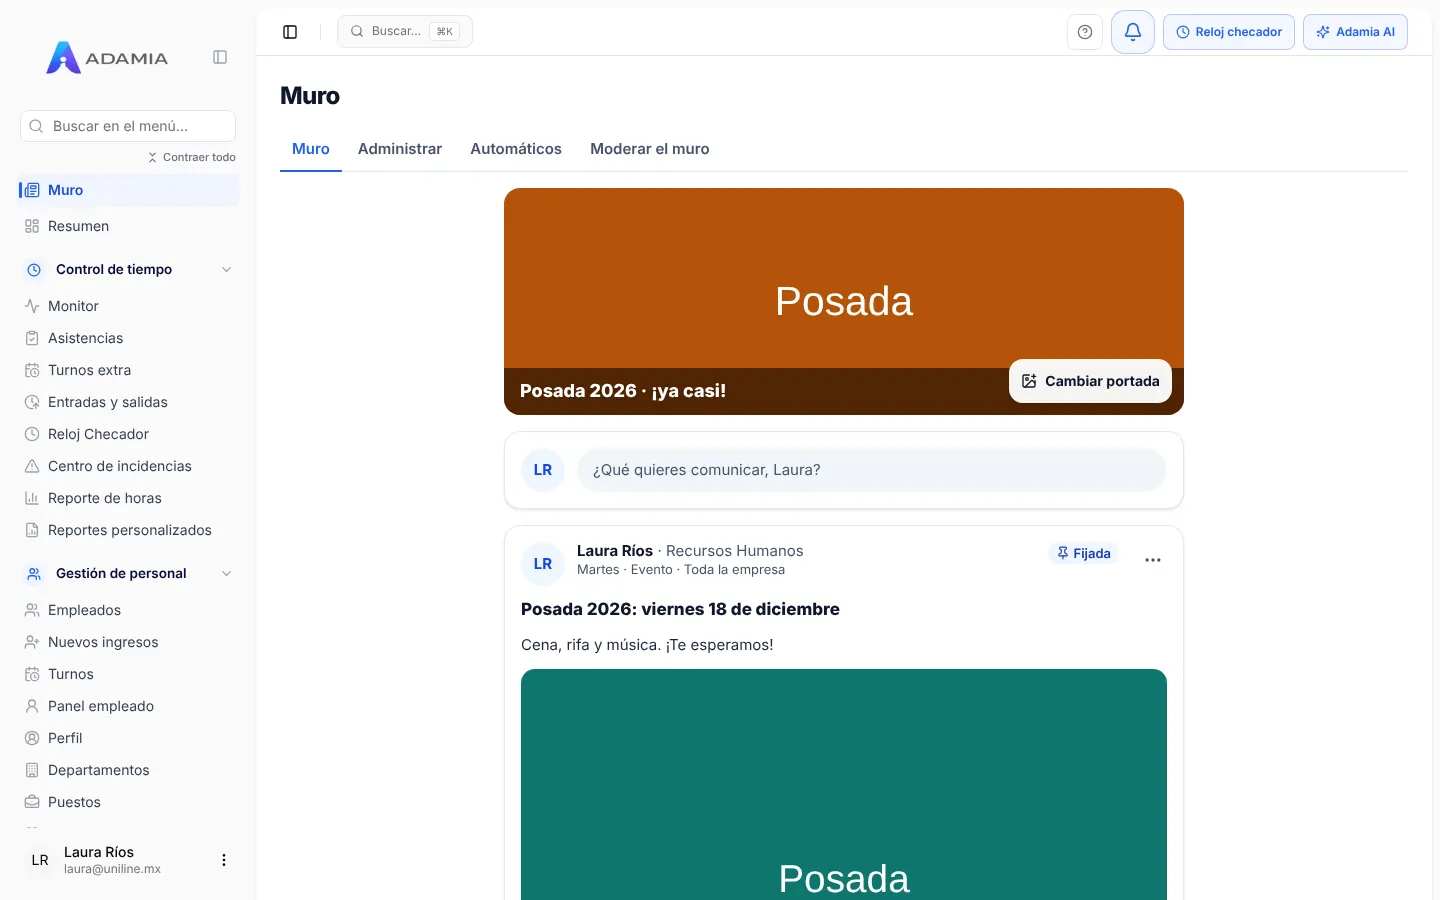 ADAMIA
Buscar en el menú...
Contraer todo
Muro
Resumen
Control de tiempo
Monitor
Asistencias
Turnos extra
Entradas y salidas
Reloj Checador
Centro de incidencias
Reporte de horas
Reportes personalizados
Gestión de personal
Empleados
Nuevos ingresos
Turnos
Panel empleado
Perfil
Departamentos
Puestos
LR
Laura Ríos
laura@uniline.mx
Buscar... ⌘K
Reloj checador
Adamia AI
Muro
Muro Administrar Automáticos Moderar el muro
Posada
Posada 2026 · ¡ya casi!
Cambiar portada
LR
¿Qué quieres comunicar, Laura?
LR
Laura Ríos · Recursos Humanos
Martes · Evento · Toda la empresa
Fijada
Posada 2026: viernes 18 de diciembre
Cena, rifa y música. ¡Te esperamos!
Posada